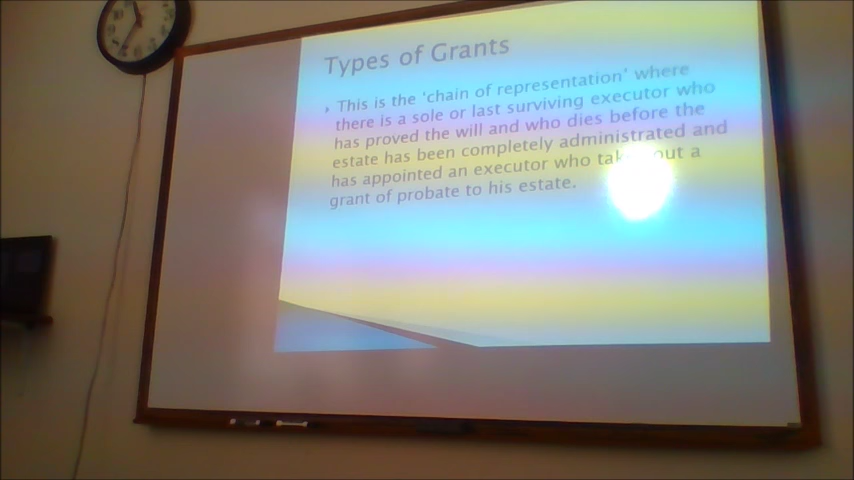 Types of Grants
This is the 'chain of representation' where
there is a sole or last surviving executor who
has proved the will and who dies before the
estate has been completely administrated and
has appointed an executor who out a
grant of probate to his estate.